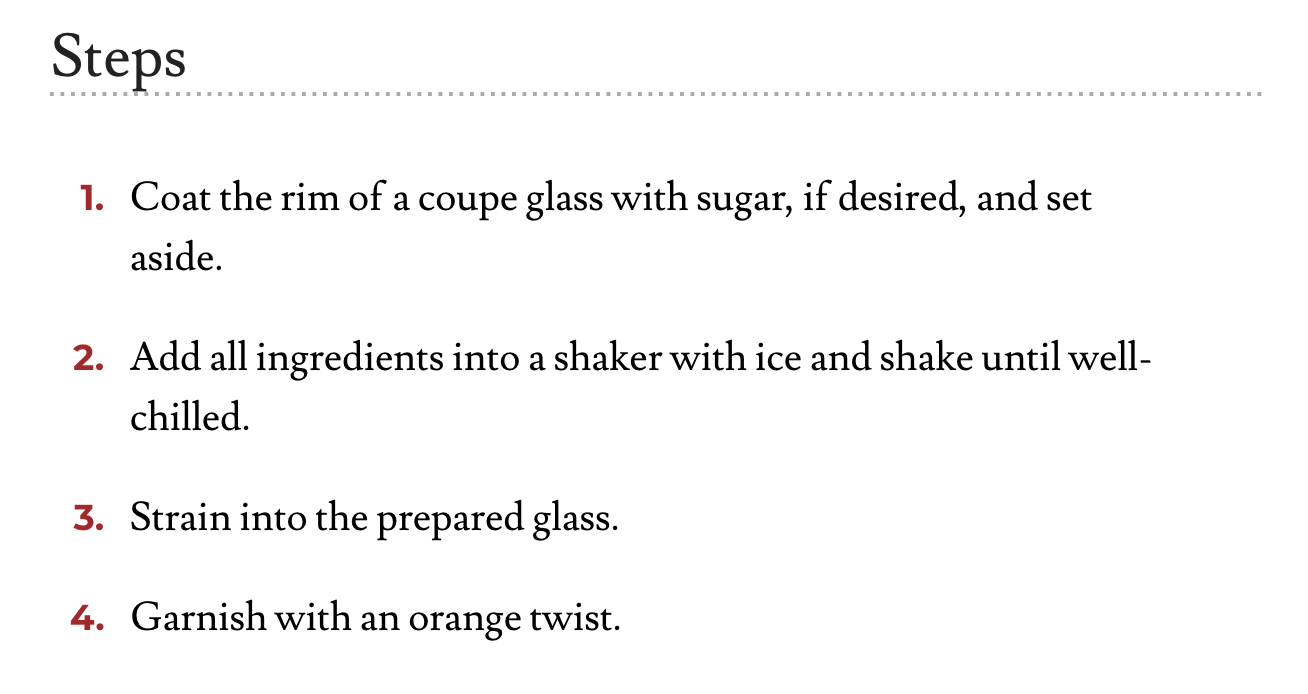 Steps
1. Coat the rim of a coupe glass with sugar, if desired, and set
aside.
2. Add all ingredients into a shaker with ice and shake until well-
chilled.
3. Strain into the prepared glass.
4. Garnish with an orange twist.